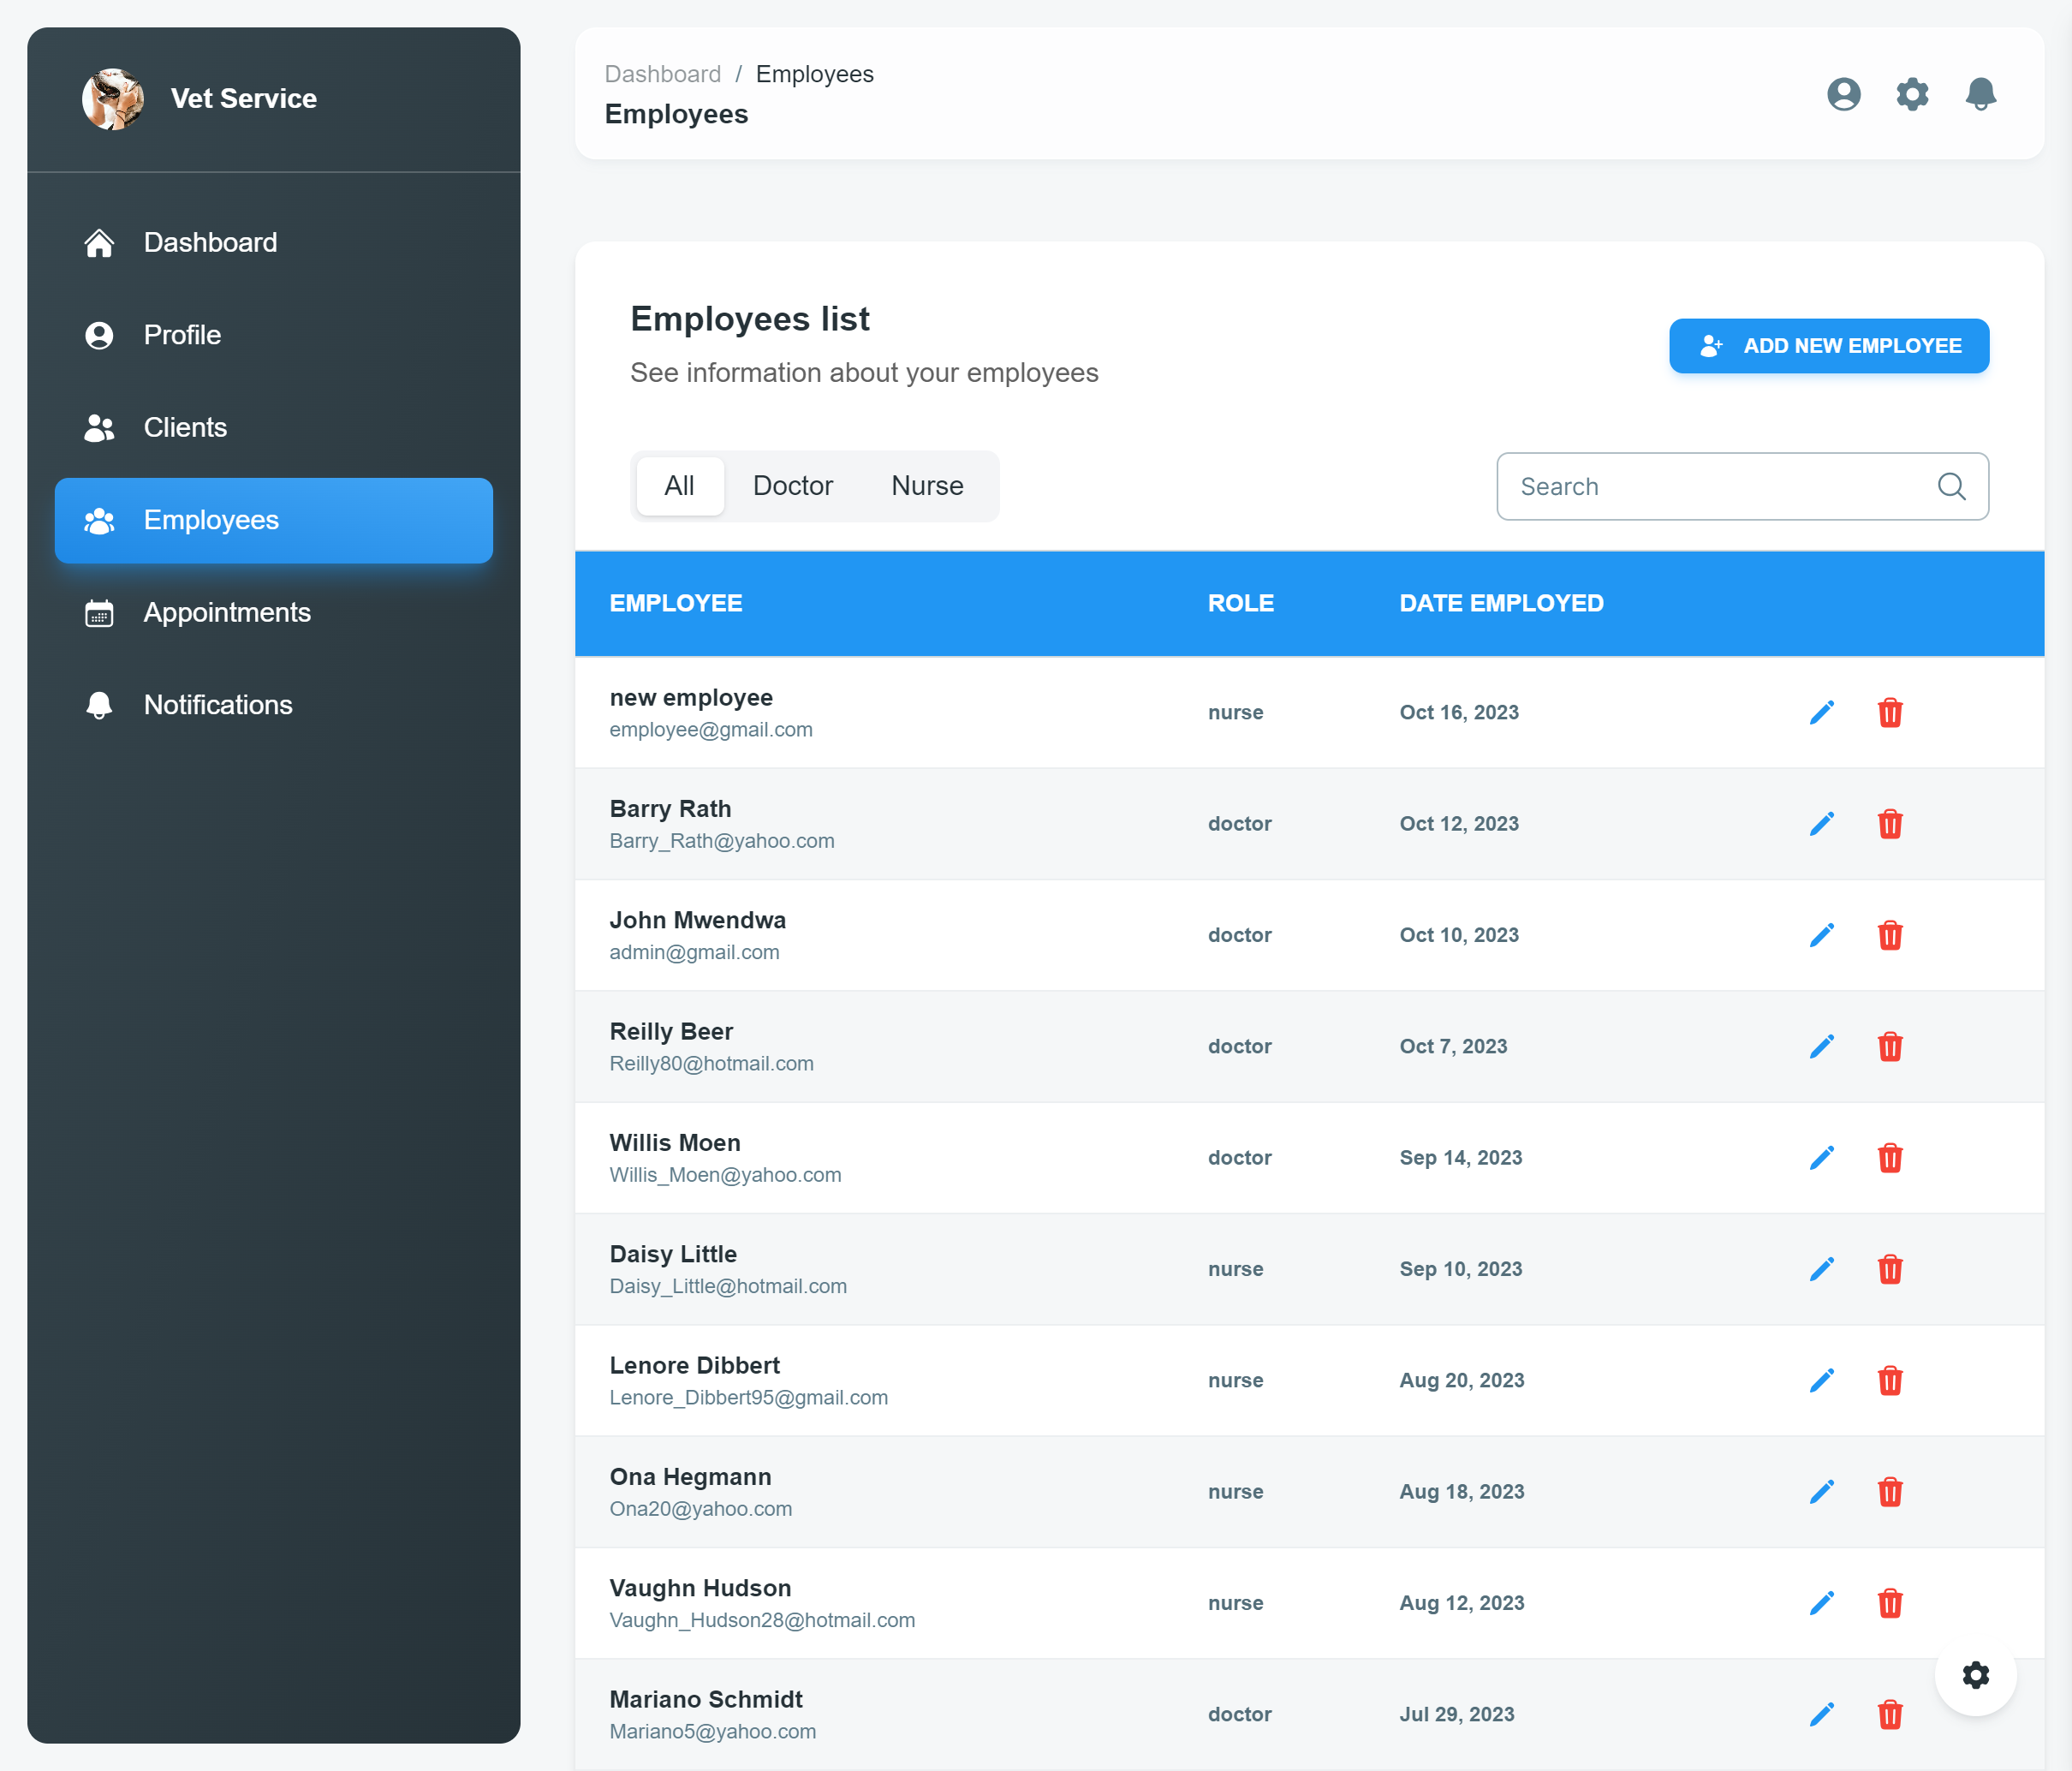 Vet Service
Dashboard
Profile
Clients
Employees
Appointments
Notifications
Dashboard / Employees
Employees
Employees list
See information about your employees
ADD NEW EMPLOYEE
All Doctor Nurse
Search
EMPLOYEE ROLE DATE EMPLOYED
new employee
employee@gmail.com
nurse Oct 16, 2023
Barry Rath
Barry_Rath@yahoo.com
doctor Oct 12, 2023
John Mwendwa
admin@gmail.com
doctor Oct 10, 2023
Reilly Beer
Reilly80@hotmail.com
doctor Oct 7, 2023
Willis Moen
Willis_Moen@yahoo.com
doctor Sep 14, 2023
Daisy Little
Daisy_Little@hotmail.com
nurse Sep 10, 2023
Lenore Dibbert
Lenore_Dibbert95@gmail.com
nurse Aug 20, 2023
Ona Hegmann
Ona20@yahoo.com
nurse Aug 18, 2023
Vaughn Hudson
Vaughn_Hudson28@hotmail.com
nurse Aug 12, 2023
Mariano Schmidt
Mariano5@yahoo.com
doctor Jul 29, 2023